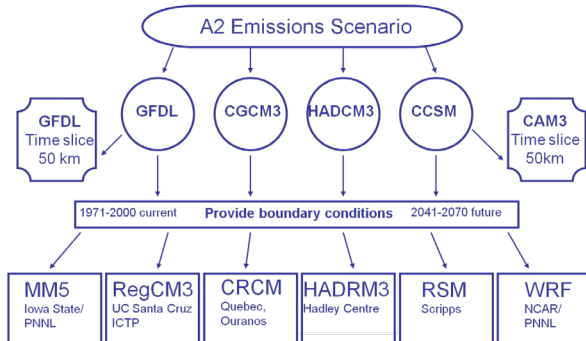 A2 Emissions Scenario
GFDL
CGCM3
HADCM3
CCSM
GFDL
Time slice
50 km
CAM3
Time slice
50km
1971-2000 current
Provide boundary conditions
2041-2070 future
MM5
Iowa State/
PNNL
RegCM3
UC Santa Cruz
ICTP
CRCM
Quebec,
Ouranos
HADRM3
Hadley Centre
RSM
Scripps
WRF
NCAR/
PNNL